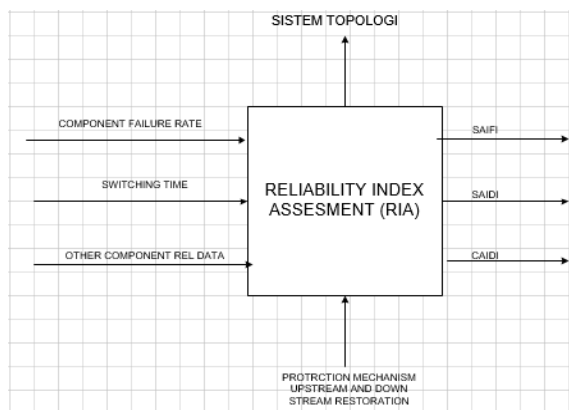 SISTEM TOPOLOGI
COMPONENT FAILURE RATE
SAIFI
SWITCHING TIME
SAIDI
RELIABILITY INDEX
ASSESMENT (RIA)
OTHER COMPONENT REL DATA
CAIDI
PROTRCTION MECHANISM
UPSTREAM AND DOWN
STREAM RESTORATION